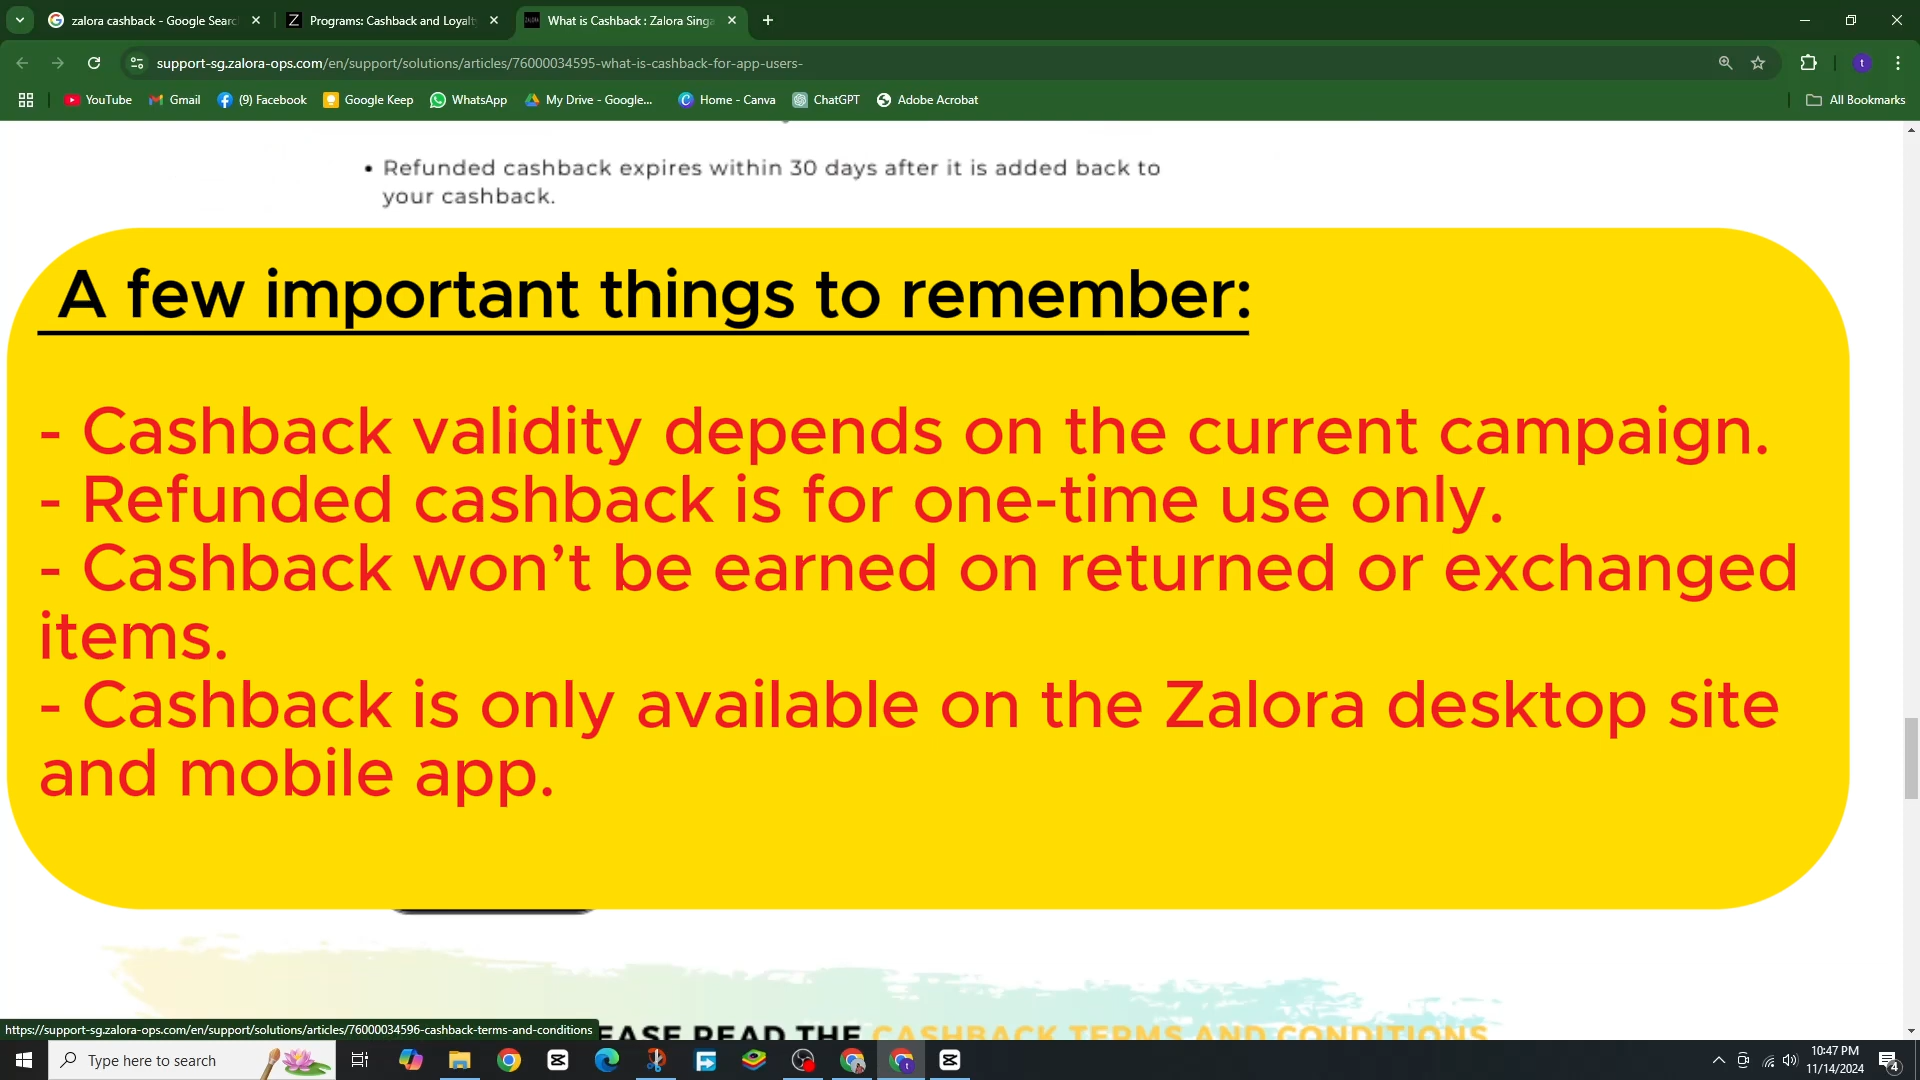 zalora cashback - Google Searc
Programs: Cashback and Loyalt
What is Cashback : Zalora Singa
support-sg.zalora-ops.com/en/support/solutions/articles/76000034595-what-is-cashback-for-app-users-
YouTube
Gmail
(9) Facebook
Google Keep
WhatsApp
My Drive - Google...
Home - Canva
ChatGPT
Adobe Acrobat
All Bookmarks
• Refunded cashback expires within 30 days after it is added back to
your cashback.
A few important things to remember:
- Cashback validity depends on the current campaign.
- Refunded cashback is for one-time use only.
- Cashback won’t be earned on returned or exchanged
items.
- Cashback is only available on the Zalora desktop site
and mobile app.
https://support-sg.zalora-ops.com/en/support/solutions/articles/76000034596-cashback-terms-and-conditions
EASE READ THE CASHBACK TERMS AND CONDITIONS
Type here to search
10:47 PM
11/14/2024
4